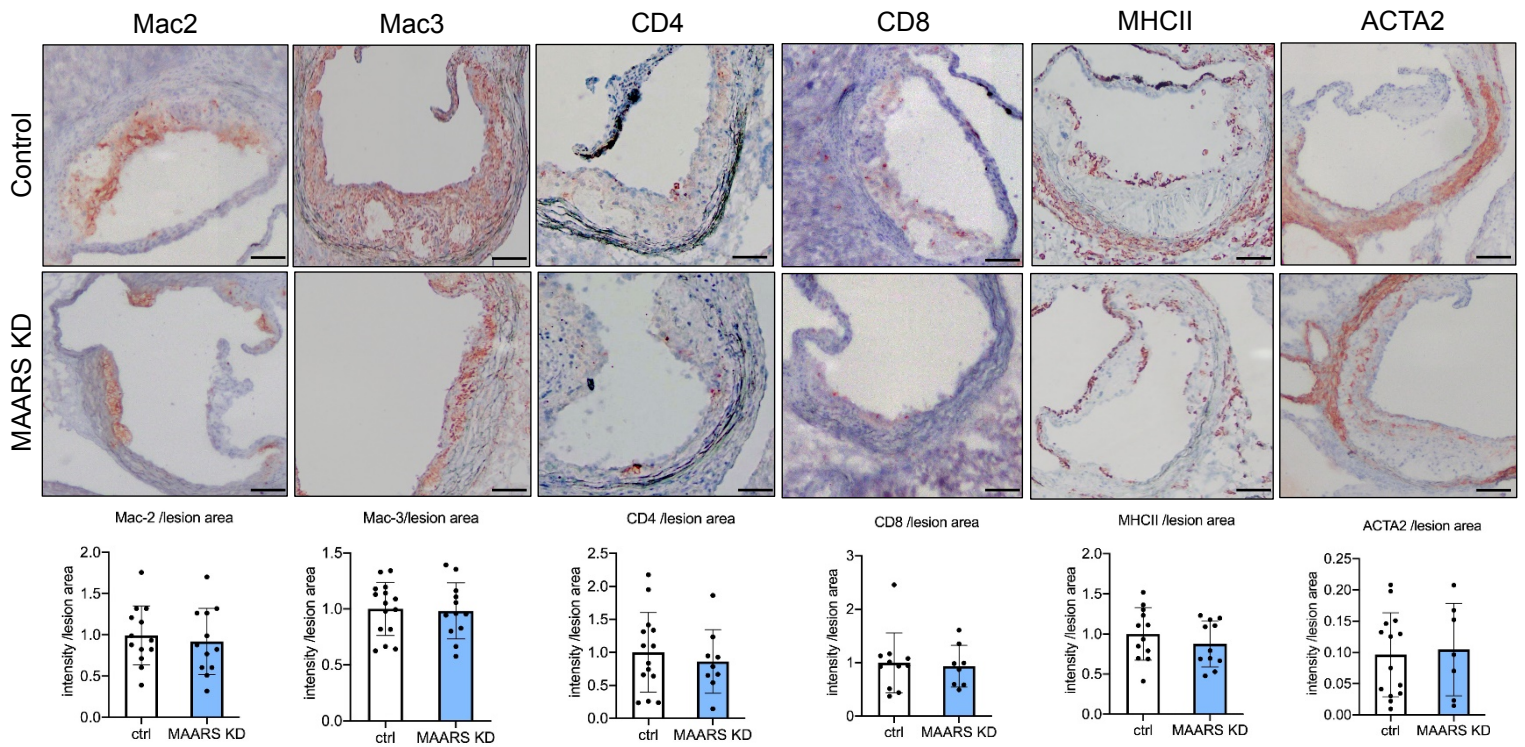 Mac2 Mac3 CD4 CD8 MHCII ACTA2
Control
MAARS KD
Mac-2 /lesion area
intensity /lesion area
2.0
1.5
1.0
0.5
0.0
ctrl MAARS KD
Mac-3/lesion area
intensity /lesion area
1.5
1.0
0.5
0.0
ctrl MAARS KD
CD4 /lesion area
intensity /lesion area
2.5
2.0
1.5
1.0
0.5
0.0
ctrl MAARS KD
CD8 /lesion area
intensity /lesion area
3
2
1
0
ctrl MAARS KD
MHCII /lesion area
intensity /lesion area
2.0
1.5
1.0
0.5
0.0
ctrl MAARS KD
ACTA2 /lesion area
intensity /lesion area
0.25
0.20
0.15
0.10
0.05
0.00
ctrl MAARS KD